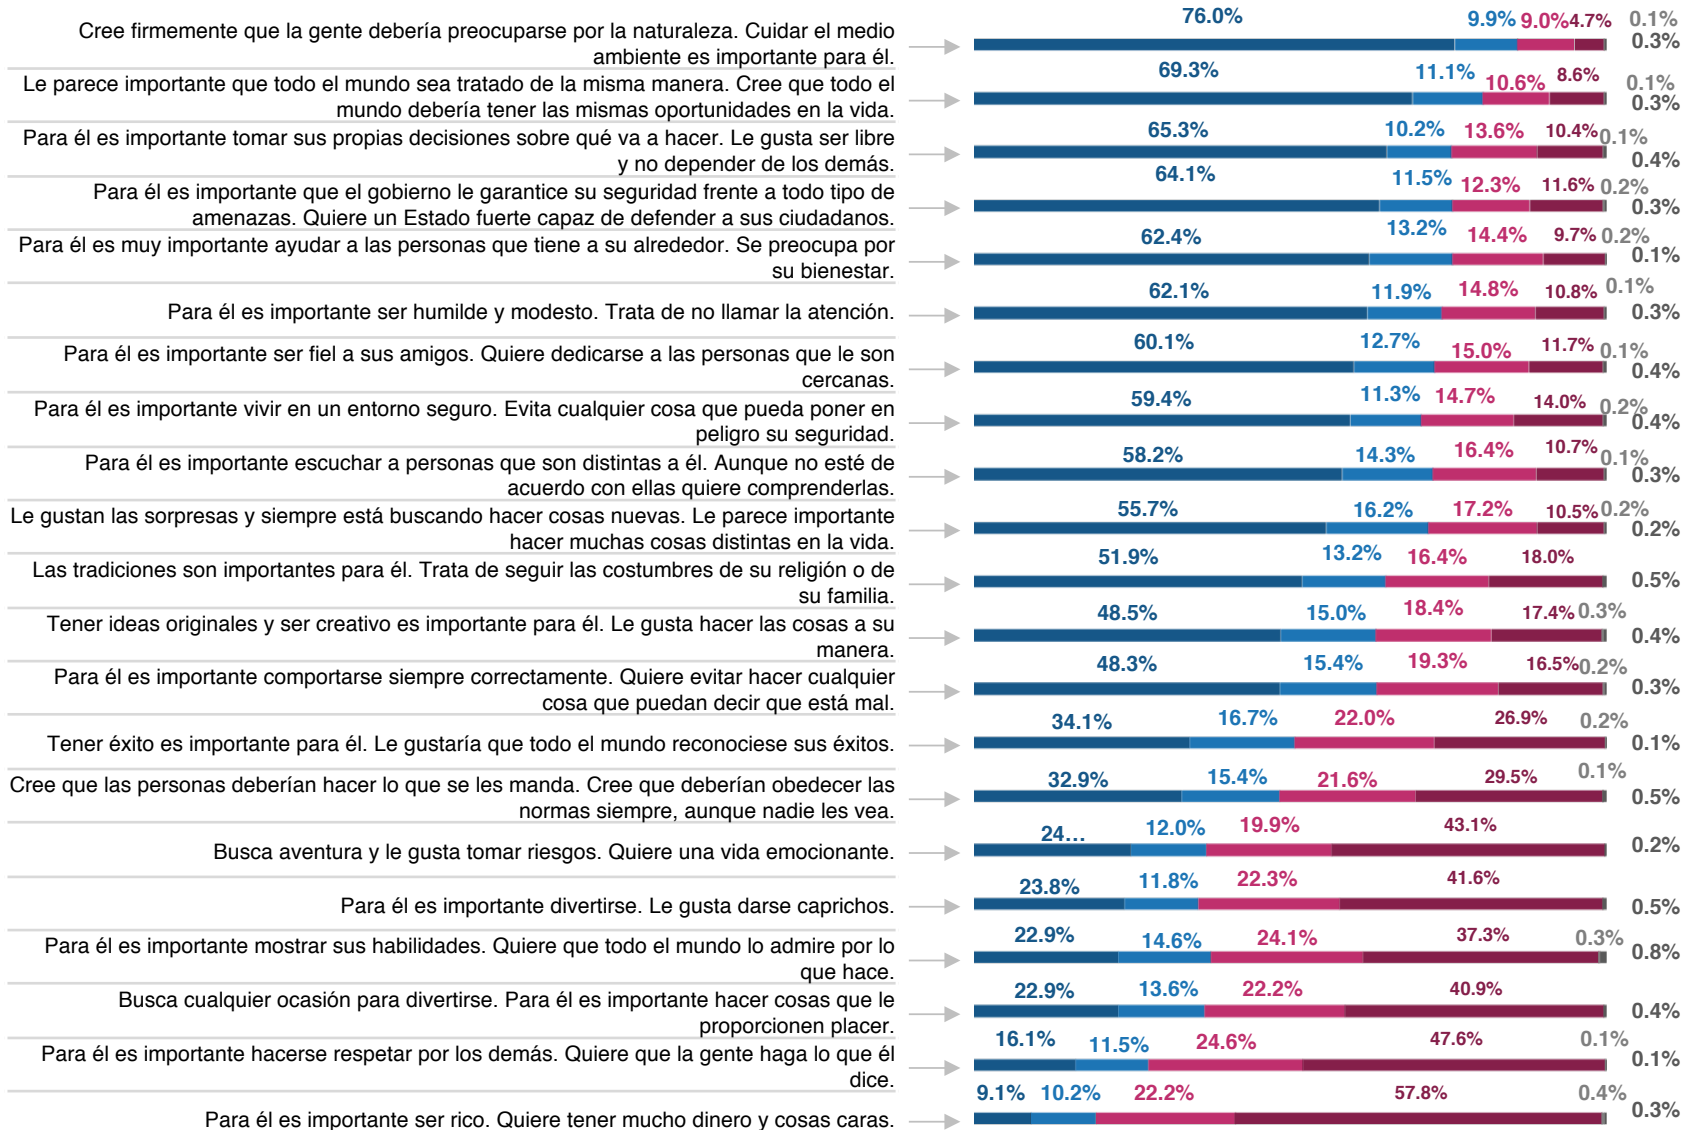 76.0% 9.9% 9.0% 4.7% 0.1%
Cree firmemente que la gente debería preocuparse por la naturaleza. Cuidar el medio
ambiente es importante para él.
0.3%
69.3% 11.1% 10.6% 8.6% 0.1%
Le parece importante que todo el mundo sea tratado de la misma manera. Cree que todo el
mundo debería tener las mismas oportunidades en la vida.
0.3%
65.3% 10.2% 13.6% 10.4% 0.1%
Para él es importante tomar sus propias decisiones sobre qué va a hacer. Le gusta ser libre
y no depender de los demás.
0.4%
64.1% 11.5% 12.3% 11.6% 0.2%
Para él es importante que el gobierno le garantice su seguridad frente a todo tipo de
amenazas. Quiere un Estado fuerte capaz de defender a sus ciudadanos.
0.3%
62.4% 13.2% 14.4% 9.7% 0.2%
Para él es muy importante ayudar a las personas que tiene a su alrededor. Se preocupa por
su bienestar.
0.1%
62.1% 11.9% 14.8% 10.8% 0.1%
Para él es importante ser humilde y modesto. Trata de no llamar la atención.
0.3%
60.1% 12.7% 15.0% 11.7% 0.1%
Para él es importante ser fiel a sus amigos. Quiere dedicarse a las personas que le son
cercanas.
0.4%
59.4% 11.3% 14.7% 14.0% 0.2%
Para él es importante vivir en un entorno seguro. Evita cualquier cosa que pueda poner en
peligro su seguridad.
0.4%
58.2% 14.3% 16.4% 10.7% 0.1%
Para él es importante escuchar a personas que son distintas a él. Aunque no esté de
acuerdo con ellas quiere comprenderlas.
0.3%
55.7% 16.2% 17.2% 10.5% 0.2%
Le gustan las sorpresas y siempre está buscando hacer cosas nuevas. Le parece importante
hacer muchas cosas distintas en la vida.
0.2%
51.9% 13.2% 16.4% 18.0%
Las tradiciones son importantes para él. Trata de seguir las costumbres de su religión o de
su familia.
0.5%
48.5% 15.0% 18.4% 17.4% 0.3%
Tener ideas originales y ser creativo es importante para él. Le gusta hacer las cosas a su
manera.
0.4%
48.3% 15.4% 19.3% 16.5% 0.2%
Para él es importante comportarse siempre correctamente. Quiere evitar hacer cualquier
cosa que puedan decir que está mal.
0.3%
34.1% 16.7% 22.0% 26.9% 0.2%
Tener éxito es importante para él. Le gustaría que todo el mundo reconociese sus éxitos.
0.1%
32.9% 15.4% 21.6% 29.5% 0.1%
Cree que las personas deberían hacer lo que se les manda. Cree que deberían obedecer las
normas siempre, aunque nadie les vea.
0.5%
24… 12.0% 19.9% 43.1%
Busca aventura y le gusta tomar riesgos. Quiere una vida emocionante.
0.2%
23.8% 11.8% 22.3% 41.6%
Para él es importante divertirse. Le gusta darse caprichos.
0.5%
22.9% 14.6% 24.1% 37.3% 0.3%
Para él es importante mostrar sus habilidades. Quiere que todo el mundo lo admire por lo
que hace.
0.8%
22.9% 13.6% 22.2% 40.9%
Busca cualquier ocasión para divertirse. Para él es importante hacer cosas que le
proporcionen placer.
0.4%
16.1% 11.5% 24.6% 47.6% 0.1%
Para él es importante hacerse respetar por los demás. Quiere que la gente haga lo que él
dice.
0.1%
9.1% 10.2% 22.2% 57.8% 0.4%
Para él es importante ser rico. Quiere tener mucho dinero y cosas caras.
0.3%